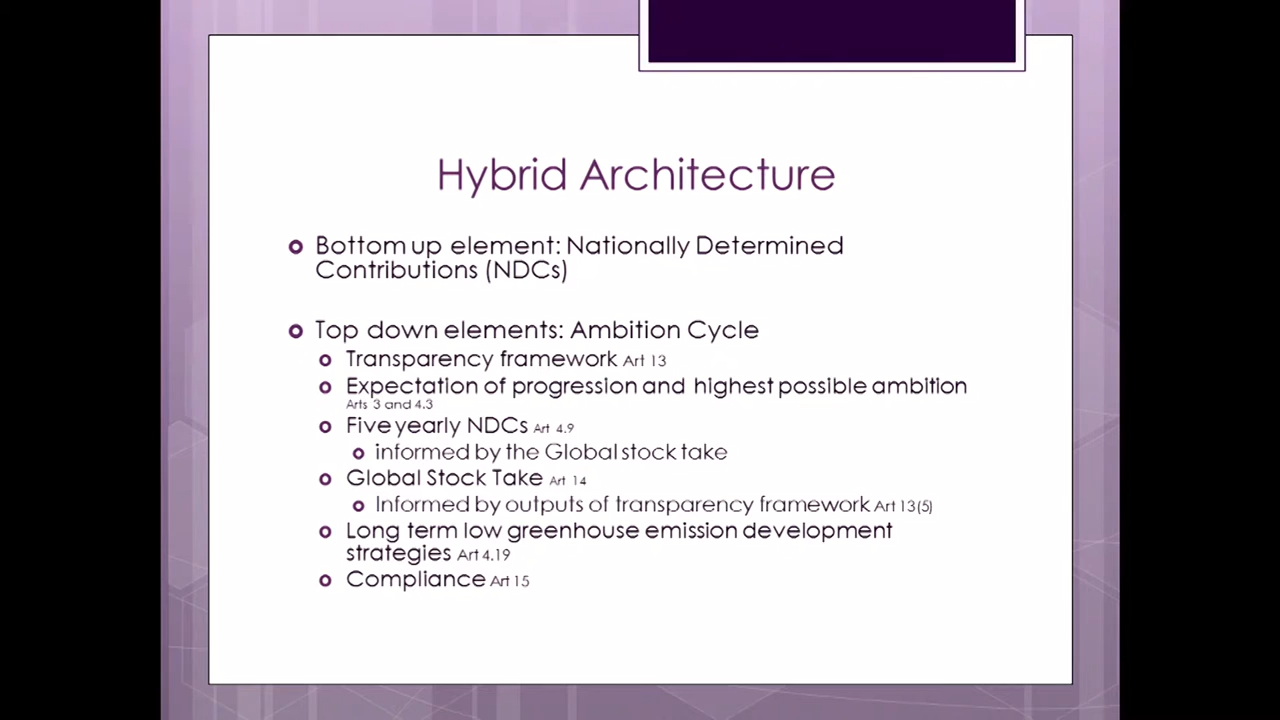 Hybrid Architecture
Bottom up element: Nationally Determined
Contributions (NDCs)
Top down elements: Ambition Cycle
Transparency framework Art 13
Expectation of progression and highest possible ambition
Arts 3 and 4.3
Five yearly NDCs Art 4.9
informed by the Global stock take
Global Stock Take Art 14
Informed by outputs of transparency framework Art 13(5)
Long term low greenhouse emission development
strategies Art 4.19
Compliance Art 15